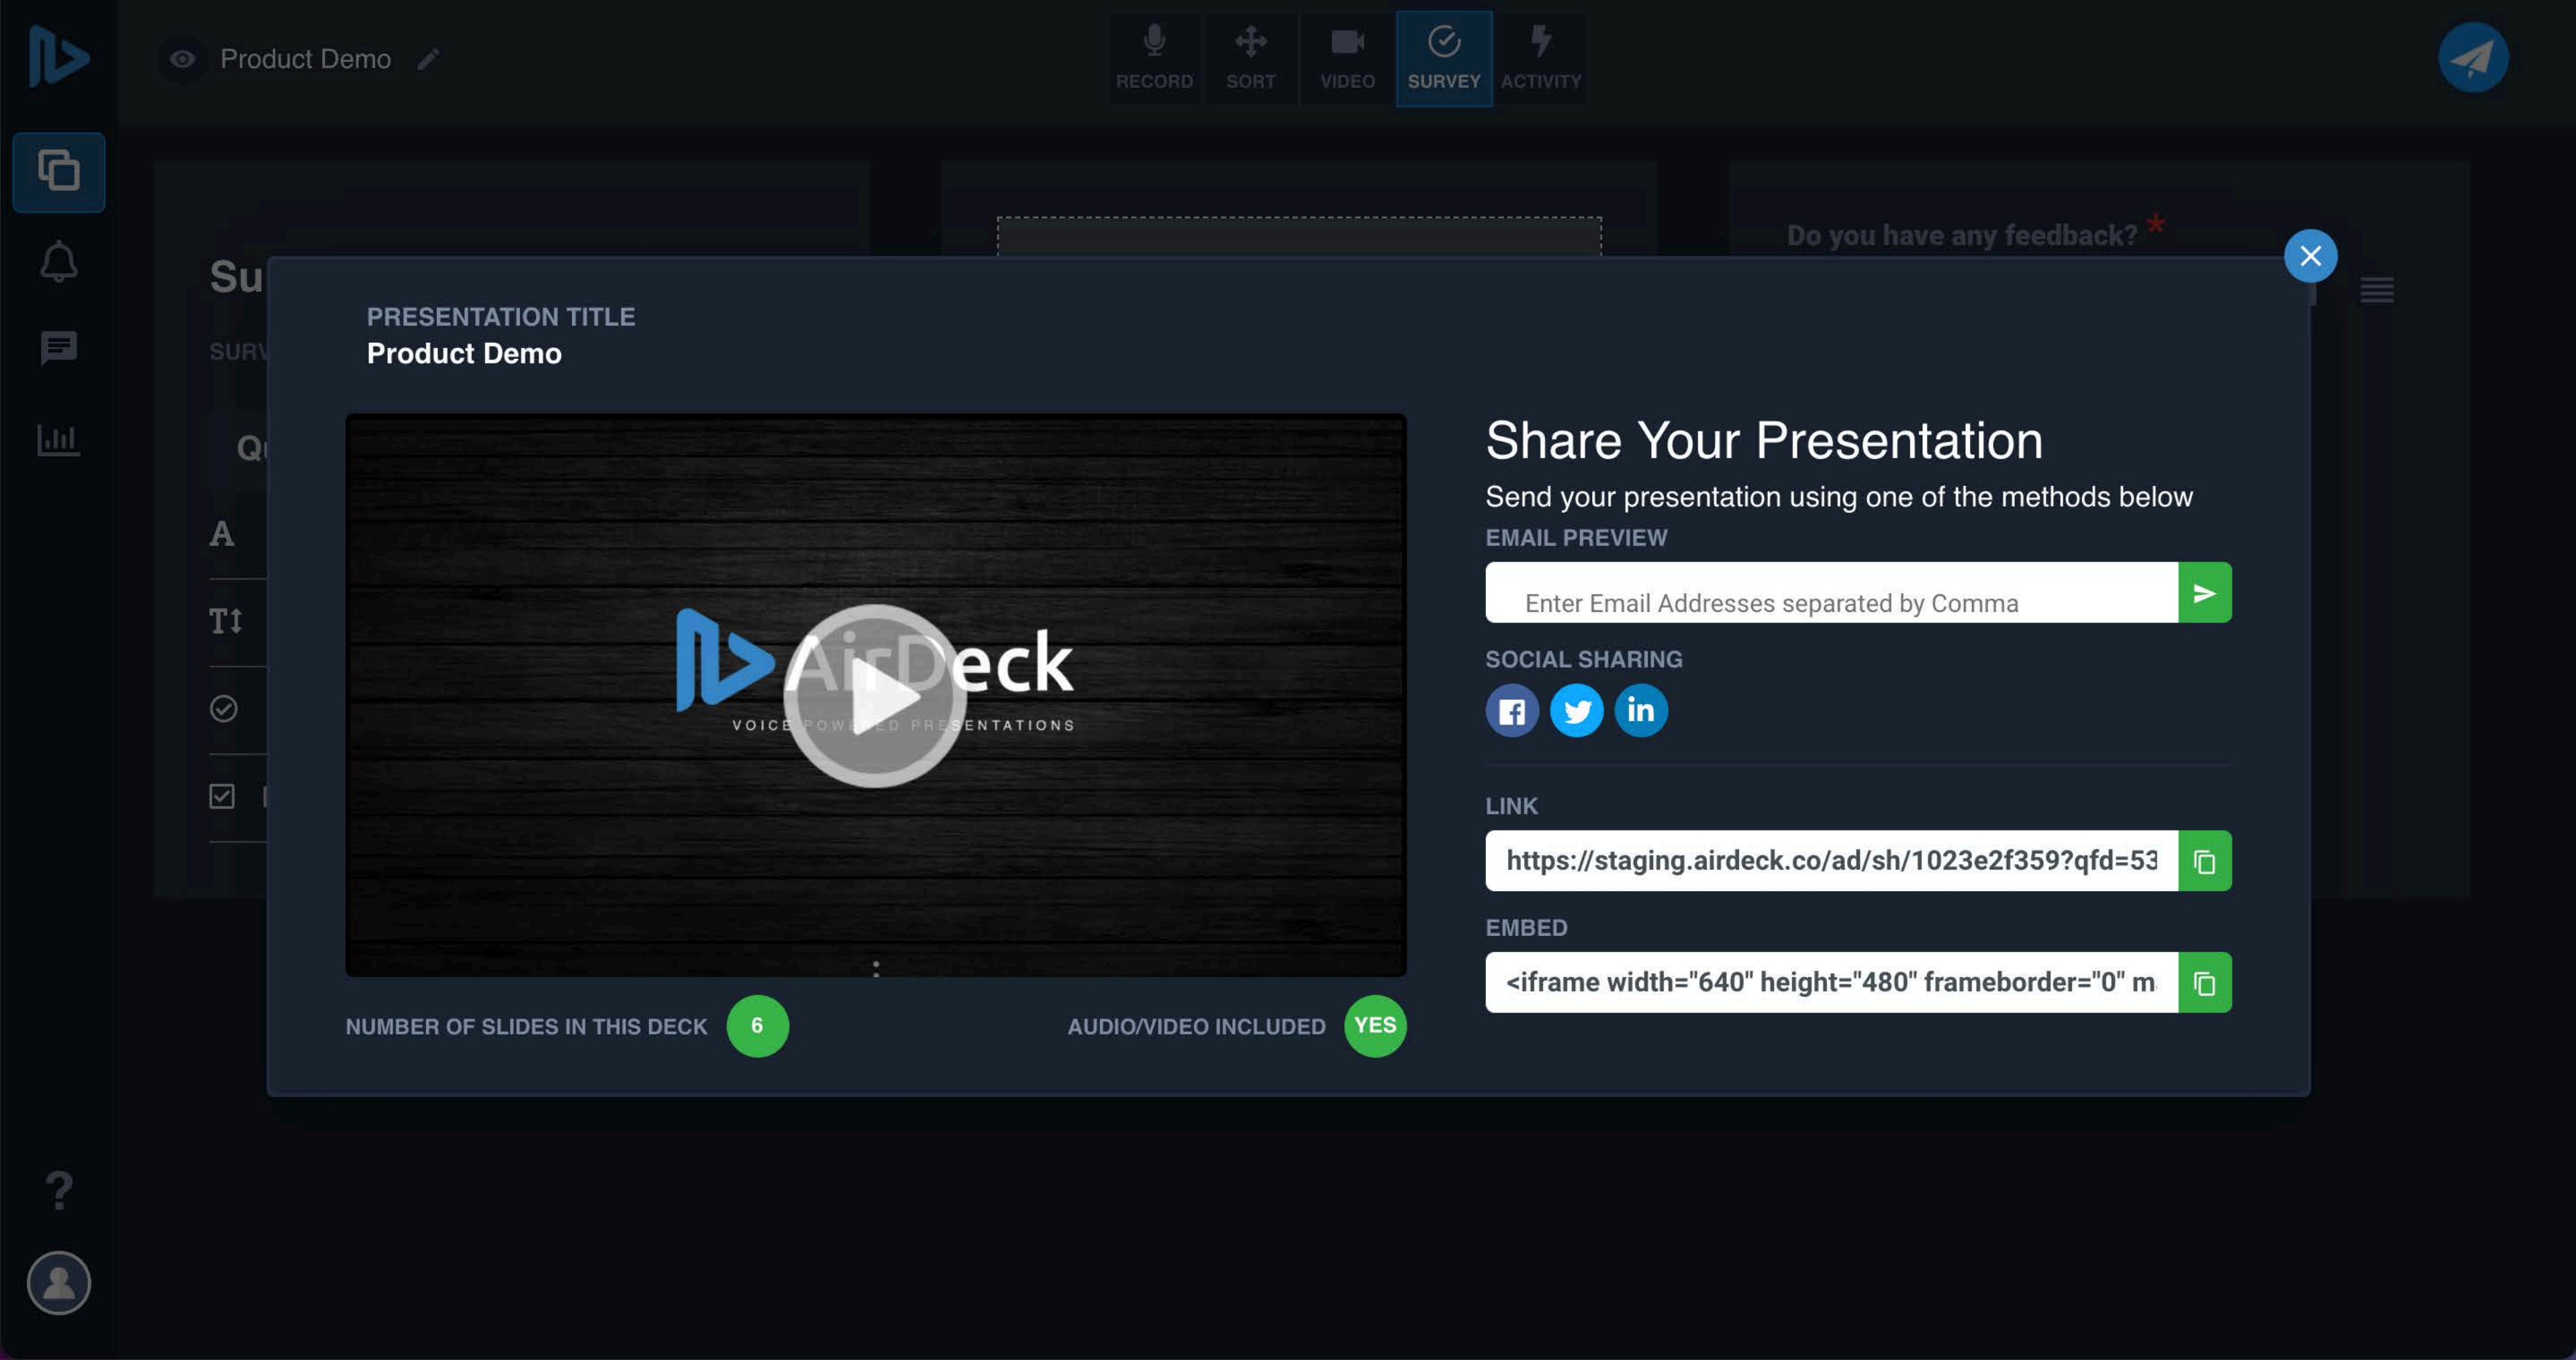 Product Demo
RECORD
SORT
VIDEO
SURVEY
ACTIVITY
Do you have any feedback? *
PRESENTATION TITLE
Product Demo
AirDeck
VOICE POWERED PRESENTATIONS
NUMBER OF SLIDES IN THIS DECK 6
AUDIO/VIDEO INCLUDED YES
Share Your Presentation
Send your presentation using one of the methods below
EMAIL PREVIEW
Enter Email Addresses separated by Comma
SOCIAL SHARING
LINK
https://staging.airdeck.co/ad/sh/1023e2f359?qfd=53
EMBED
<iframe width="640" height="480" frameborder="0" m